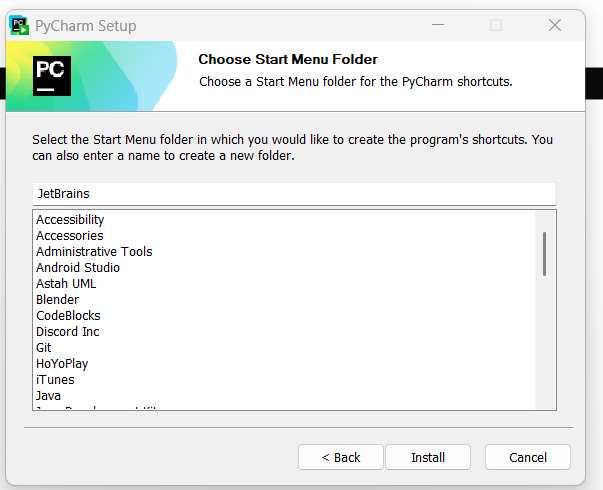 PyCharm Setup
PC
Choose Start Menu Folder
Choose a Start Menu folder for the PyCharm shortcuts.
Select the Start Menu folder in which you would like to create the program's shortcuts. You
can also enter a name to create a new folder.
JetBrains
Accessibility
Accessories
Administrative Tools
Android Studio
Astah UML
Blender
CodeBlocks
Discord Inc
Git
HoYoPlay
iTunes
Java
< Back
Install
Cancel